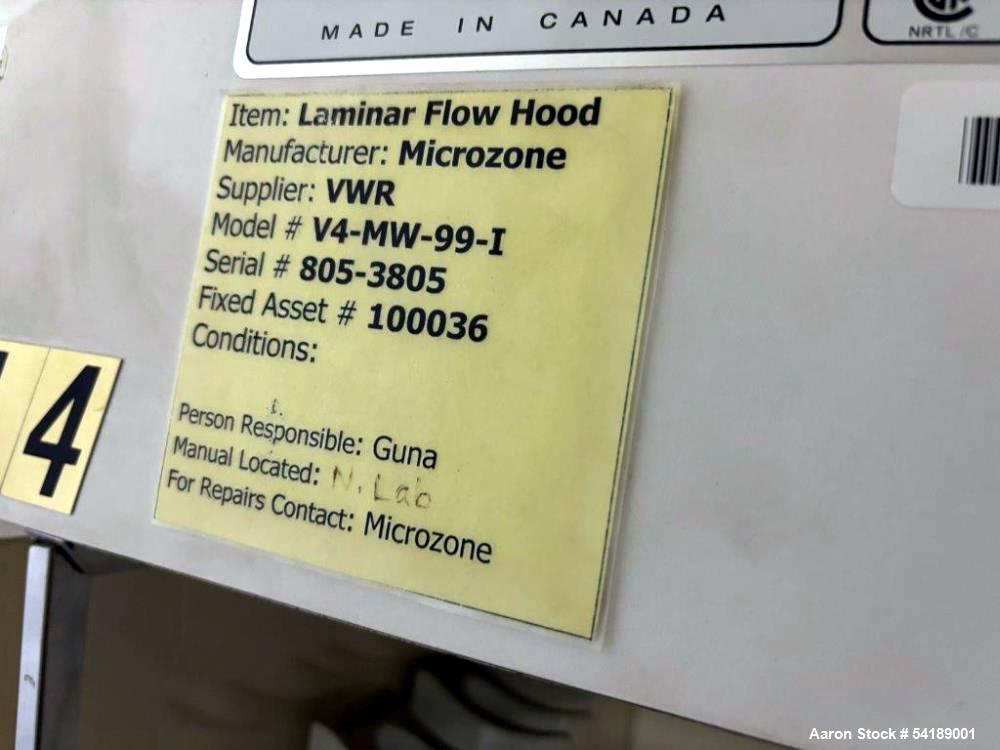 MADE IN CANADA
NRTL/C
Item: Laminar Flow Hood
Manufacturer: Microzone
Supplier: VWR
Model # V4-MW-99-I
Serial # 805-3805
Fixed Asset # 100036
Conditions:
4
Person Responsible: Guna
Manual Located: N. Lab
For Repairs Contact: Microzone
Aaron Stock # 54189001